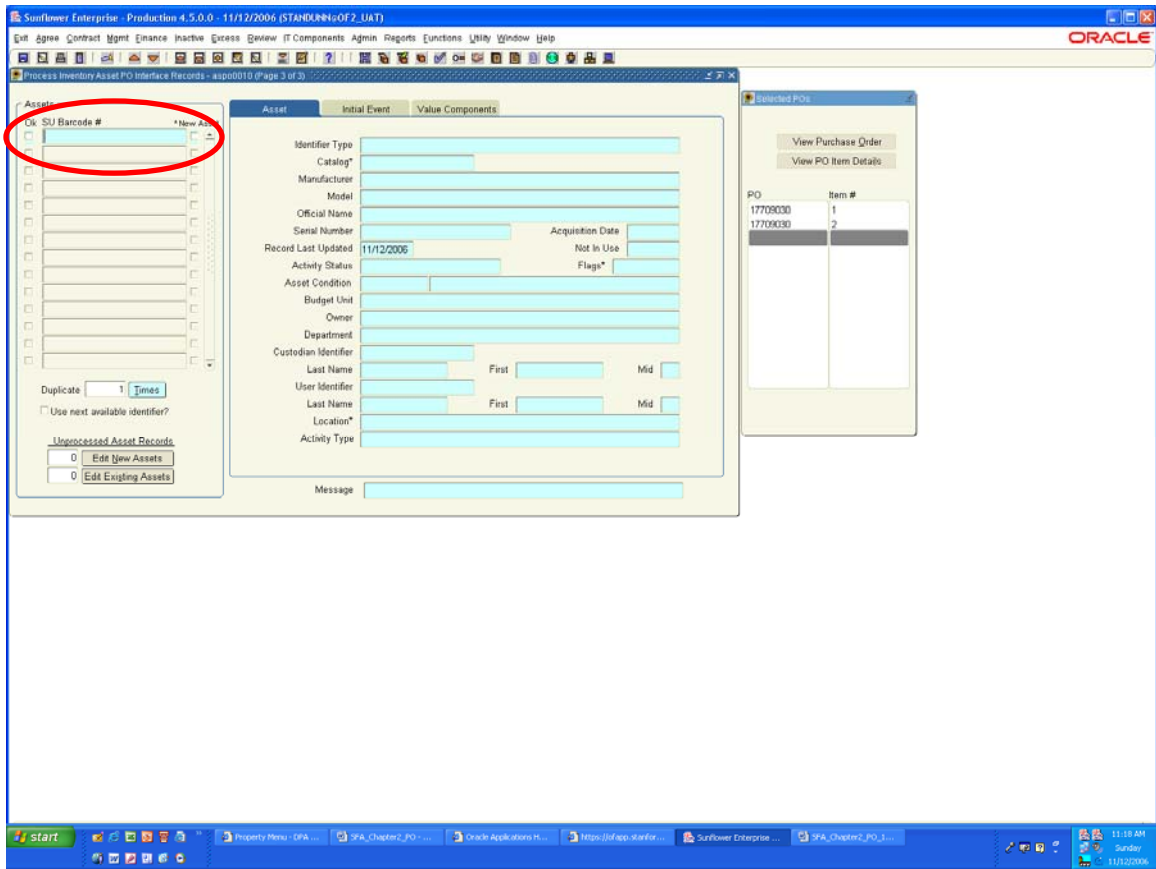 Sunflower Enterprise - Production 4.5.0.0 - 11/12/2006 (STANDUNN@OF2_UAT)
Exit Agree Contract Mgmt Finance Inactive Excess Review IT Components Admin Reports Functions Utility Window Help
ORACLE
Process Inventory Asset PO Interface Records - aspo0010 (Page 3 of 3)
Assets
Ok SU Barcode # *New Asset
Duplicate 1 Times
Use next available identifier?
Unprocessed Asset Records
0 Edit New Assets
0 Edit Existing Assets
Asset Initial Event Value Components
Identifier Type
Catalog*
Manufacturer
Model
Official Name
Serial Number Acquisition Date
Record Last Updated 11/12/2006 Not In Use
Activity Status Flags*
Asset Condition
Budget Unit
Owner
Department
Custodian Identifier
Last Name First Mid
User Identifier
Last Name First Mid
Location*
Activity Type
Message
Selected POs
View Purchase Order
View PO Item Details
PO Item #
17709030 1
17709030 2
start
Property Menu - DPA ... SFA_Chapter2_PO - ... Oracle Applications H... https://ofapp.stanfor... Sunflower Enterprise ... SFA_Chapter2_PO_1...
11:18 AM
Sunday
11/12/2006